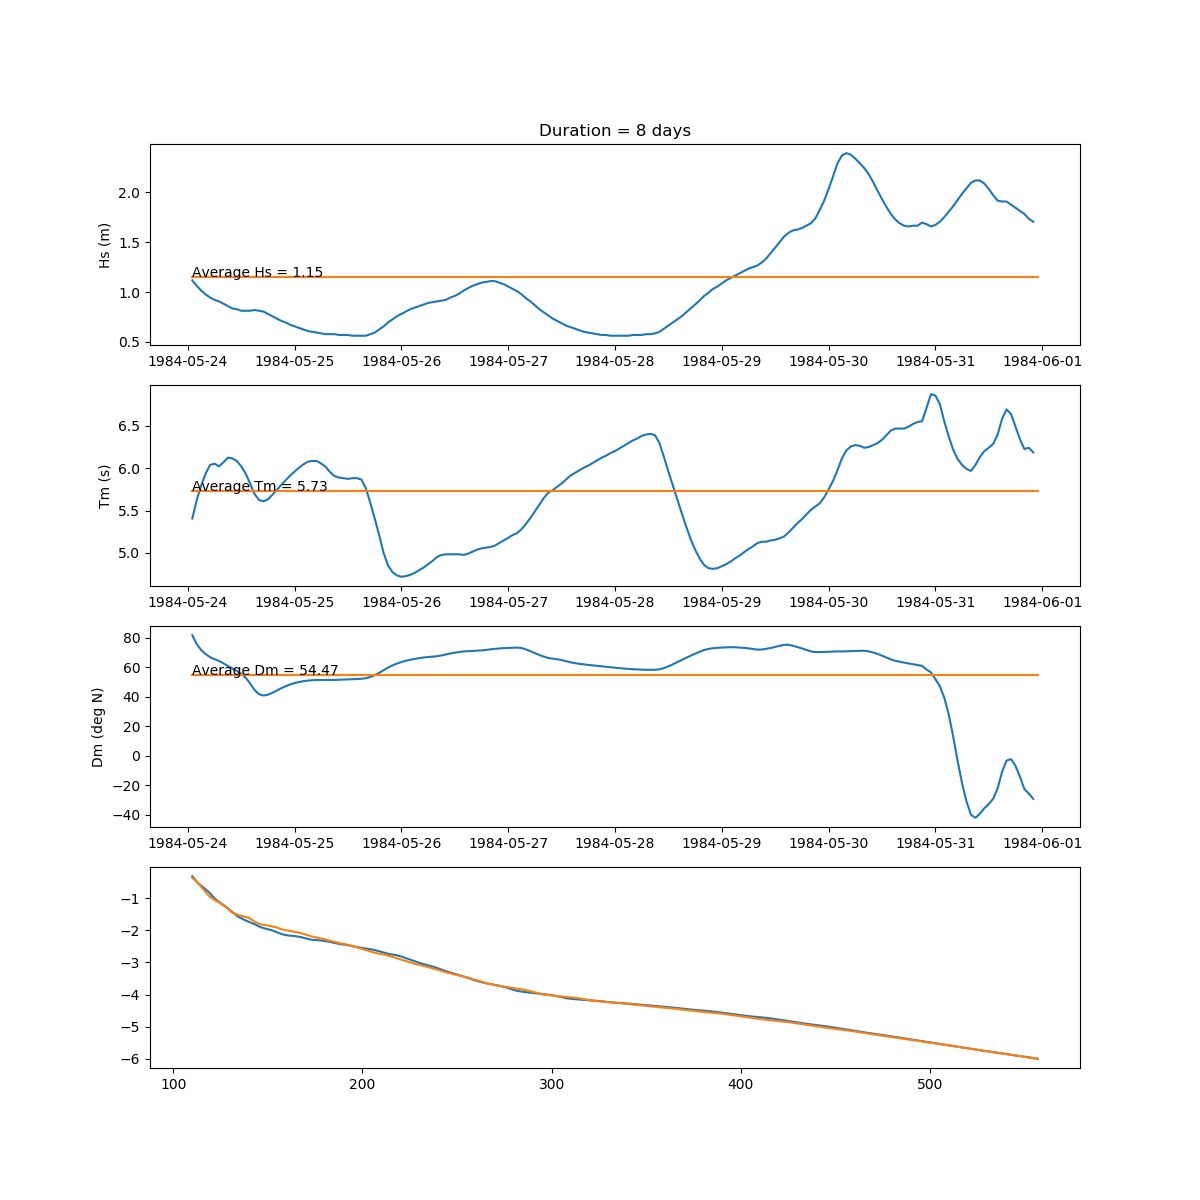 Duration = 8 days
Hs (m)
2.0
1.5
1.0
0.5
Average Hs = 1.15
1984-05-24 1984-05-25 1984-05-26 1984-05-27 1984-05-28 1984-05-29 1984-05-30 1984-05-31 1984-06-01
Tm (s)
6.5
6.0
5.5
5.0
Average Tm = 5.73
1984-05-24 1984-05-25 1984-05-26 1984-05-27 1984-05-28 1984-05-29 1984-05-30 1984-05-31 1984-06-01
Dm (deg N)
80
60
40
20
0
−20
−40
Average Dm = 54.47
1984-05-24 1984-05-25 1984-05-26 1984-05-27 1984-05-28 1984-05-29 1984-05-30 1984-05-31 1984-06-01
−1
−2
−3
−4
−5
−6
100 200 300 400 500